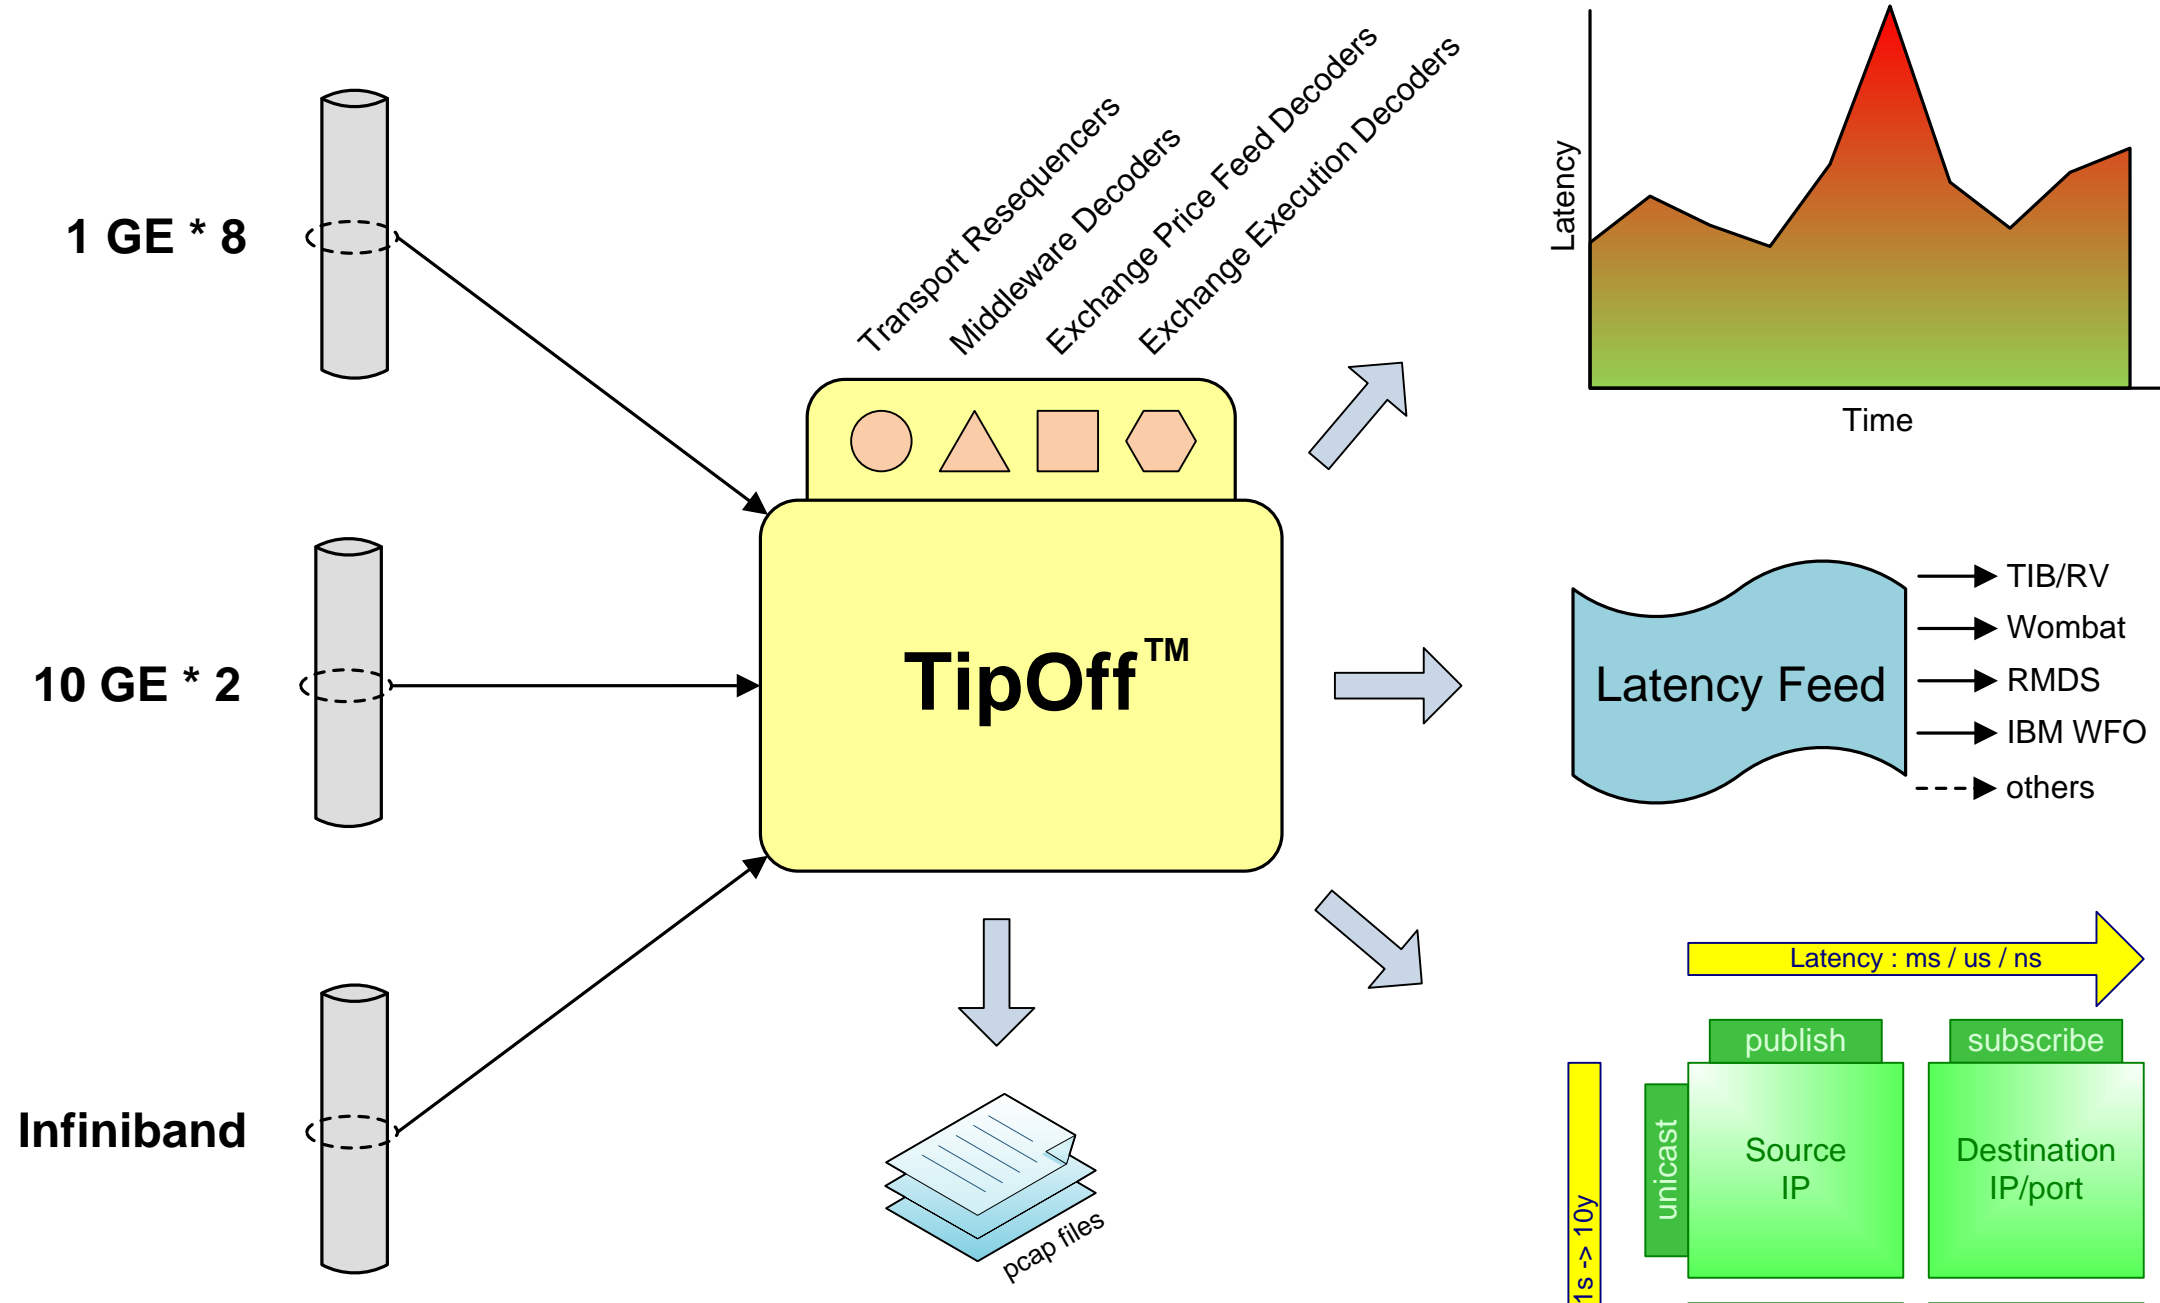 1 GE * 8
10 GE * 2
Infiniband
Transport Resequencers
Middleware Decoders
Exchange Price Feed Decoders
Exchange Execution Decoders
TipOff™
pcap files
Latency
Time
Latency Feed
TIB/RV
Wombat
RMDS
IBM WFO
others
Latency : ms / us / ns
publish
subscribe
unicast
Source
IP
Destination
IP/port
1s -> 10y